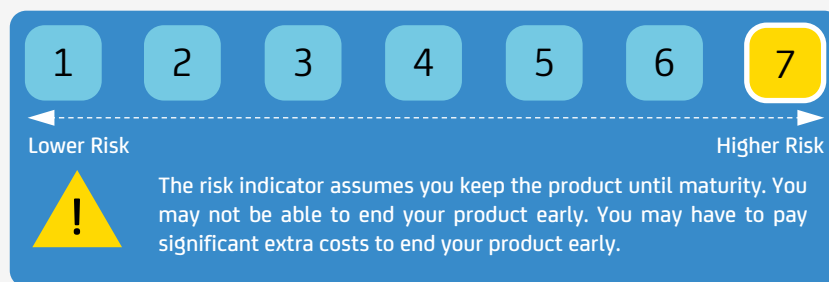 1 2 3 4 5 6 7
Lower Risk Higher Risk
!
The risk indicator assumes you keep the product until maturity. You
may not be able to end your product early. You may have to pay
significant extra costs to end your product early.